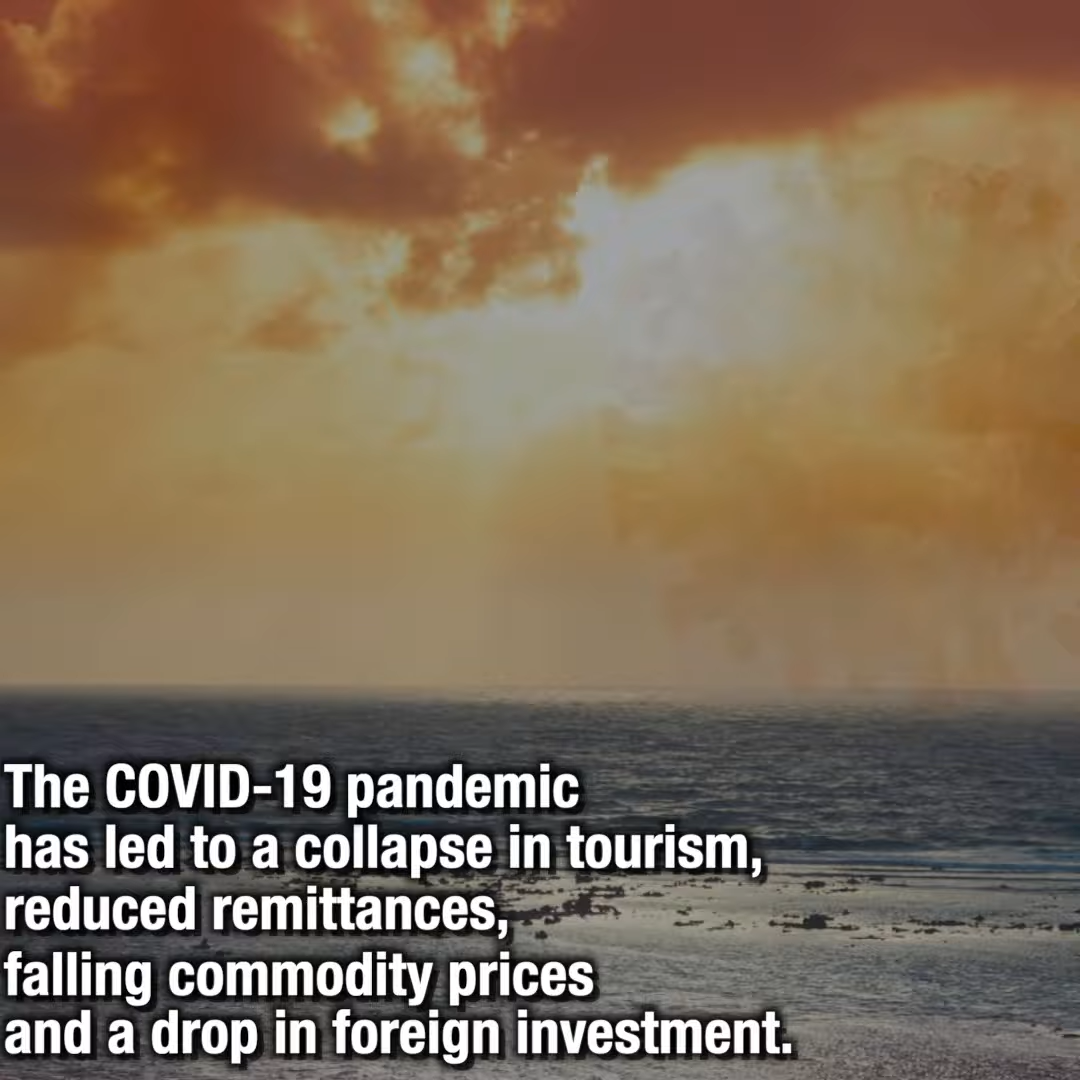 The COVID-19 pandemic
has led to a collapse in tourism,
reduced remittances,
falling commodity prices
and a drop in foreign investment.